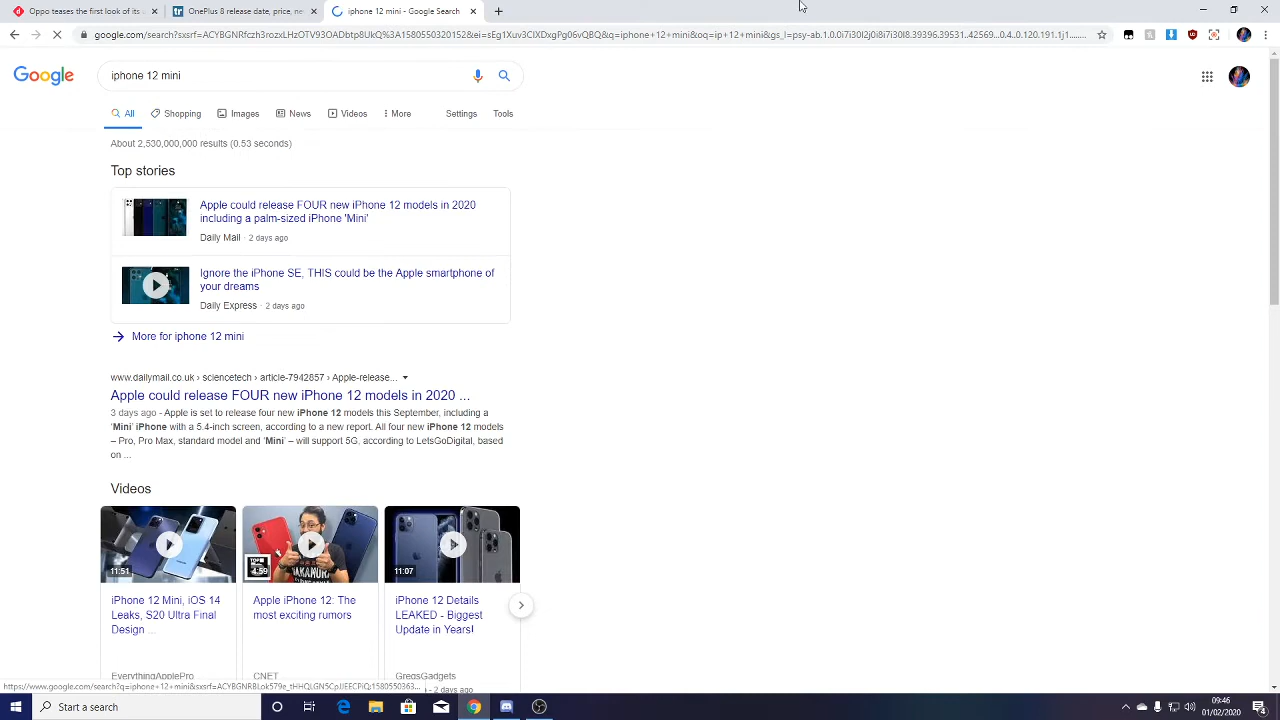 Oppo teases the first look of its
OnePlus 8 release date, price, ne
iphone 12 mini - Google Search
Google
iphone 12 mini
All
Shopping
Images
News
Videos
More
Settings
Tools
About 2,530,000,000 results (0.53 seconds)
Top stories
Apple could release FOUR new iPhone 12 models in 2020
including a palm-sized iPhone 'Mini'
Daily Mail · 2 days ago
Ignore the iPhone SE, THIS could be the Apple smartphone of
your dreams
Daily Express · 2 days ago
More for iphone 12 mini
www.dailymail.co.uk › sciencetech › article-7942857 › Apple-release...
Apple could release FOUR new iPhone 12 models in 2020 ...
3 days ago - Apple is set to release four new iPhone 12 models this September, including a
'Mini' iPhone with a 5.4-inch screen, according to a new report. All four new iPhone 12 models
– Pro, Pro Max, standard model and 'Mini' – will support 5G, according to LetsGoDigital, based
on ...
Videos
11:51
4:59
11:07
iPhone 12 Mini, iOS 14
Leaks, S20 Ultra Final
Design ...
Apple iPhone 12: The
most exciting rumors
iPhone 12 Details
LEAKED - Biggest
Update in Years!
EverythingApplePro
CNET
GregsGadgets
2 days ago
Start a search
09:46
01/02/2020